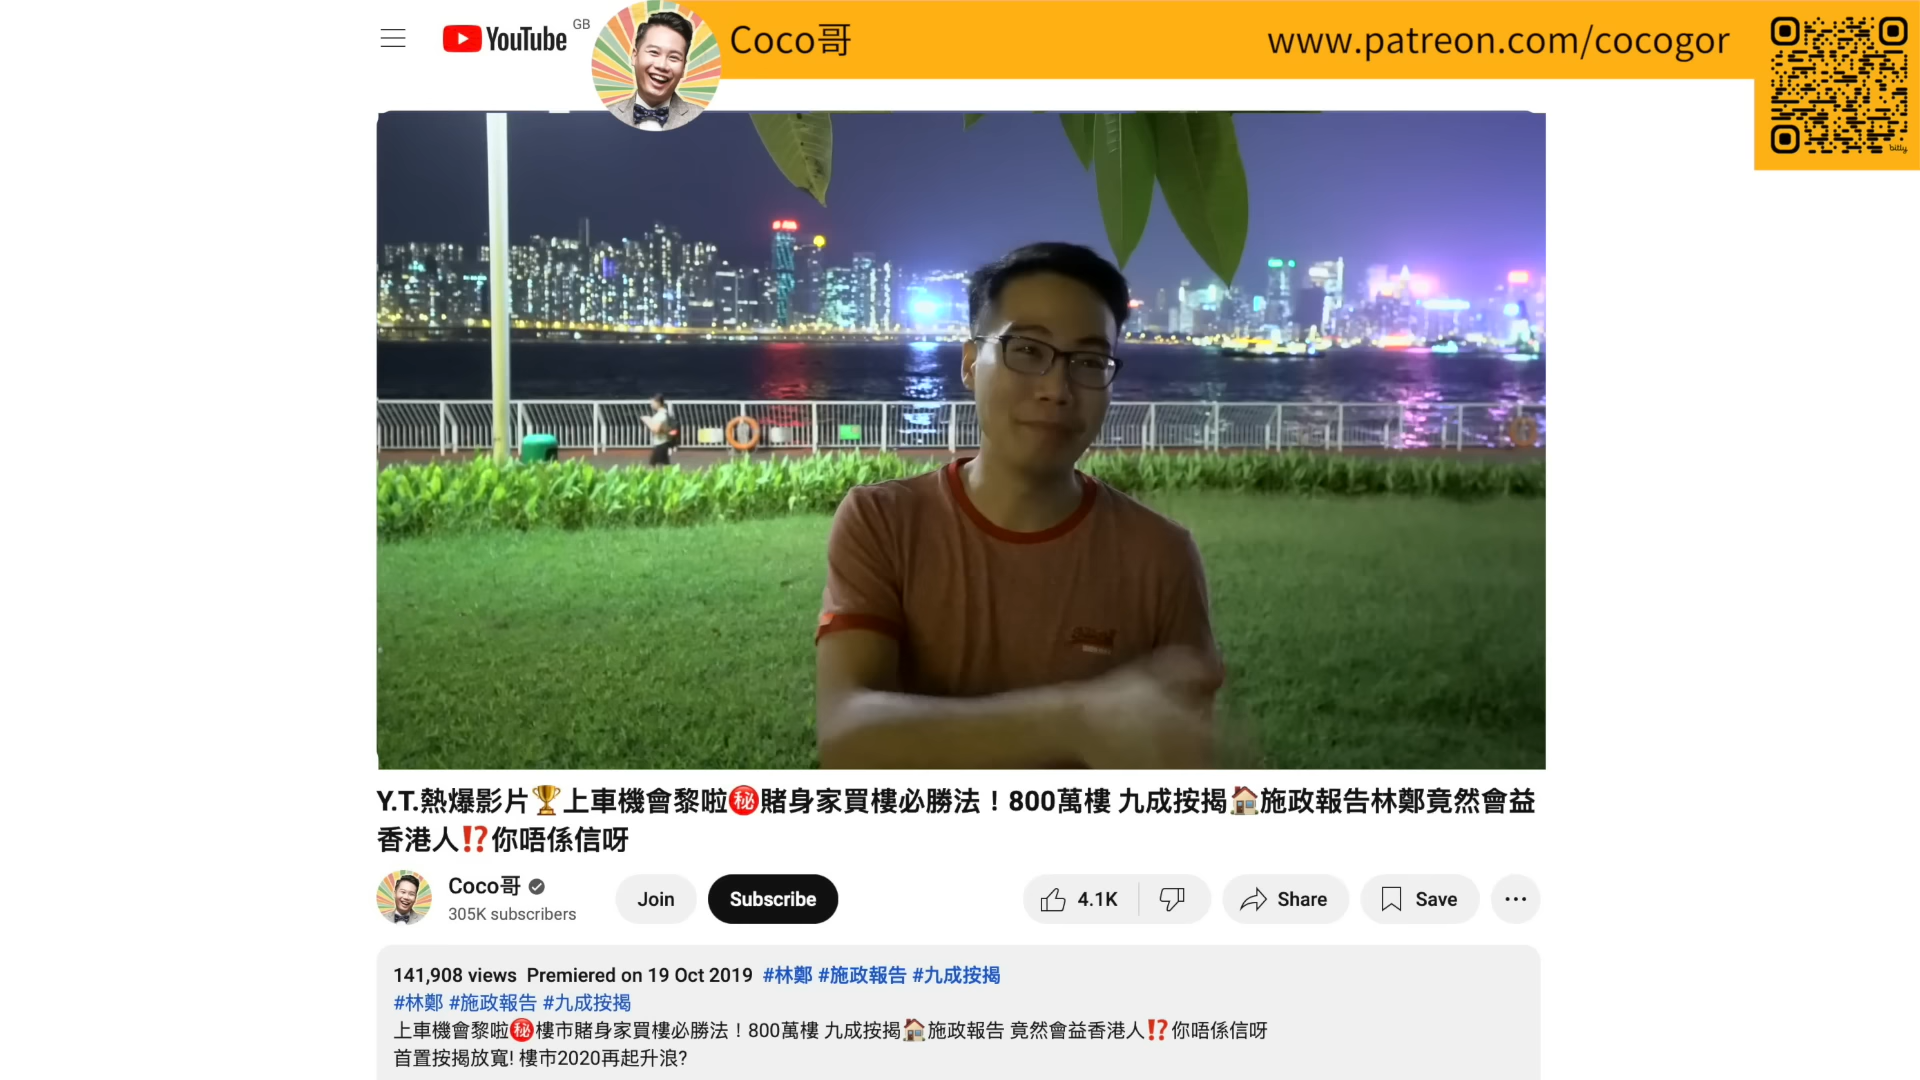 YouTube GB
Coco哥
www.patreon.com/cocogor
bitly
Y.T.熱爆影片🏆上車機會黎啦㊙️賭身家買樓必勝法！800萬樓 九成按揭🏠施政報告林鄭竟然會益
香港人⁉️你唔係信呀
Coco哥
305K subscribers
Join
Subscribe
4.1K
Share
Save
141,908 views Premiered on 19 Oct 2019 #林鄭 #施政報告 #九成按揭
#林鄭 #施政報告 #九成按揭
上車機會黎啦㊙️樓市賭身家買樓必勝法！800萬樓 九成按揭🏠施政報告 竟然會益香港人⁉️你唔係信呀
首置按揭放寬! 樓市2020再起升浪?